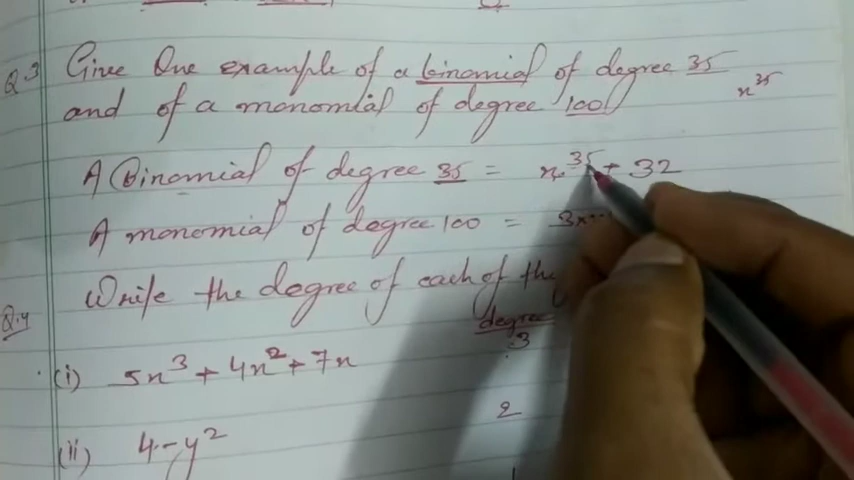 Q.3 Give One example of a binomial of degree 35
x³⁵
and of a monomial of degree 100
A Binomial of degree 35 = x³⁵ + 32
A monomial of degree 100 = 3x
Q.4 Write the degree of each of the
degree
(i) 5x³ + 4x² + 7x 3
(ii) 4 - y² 2